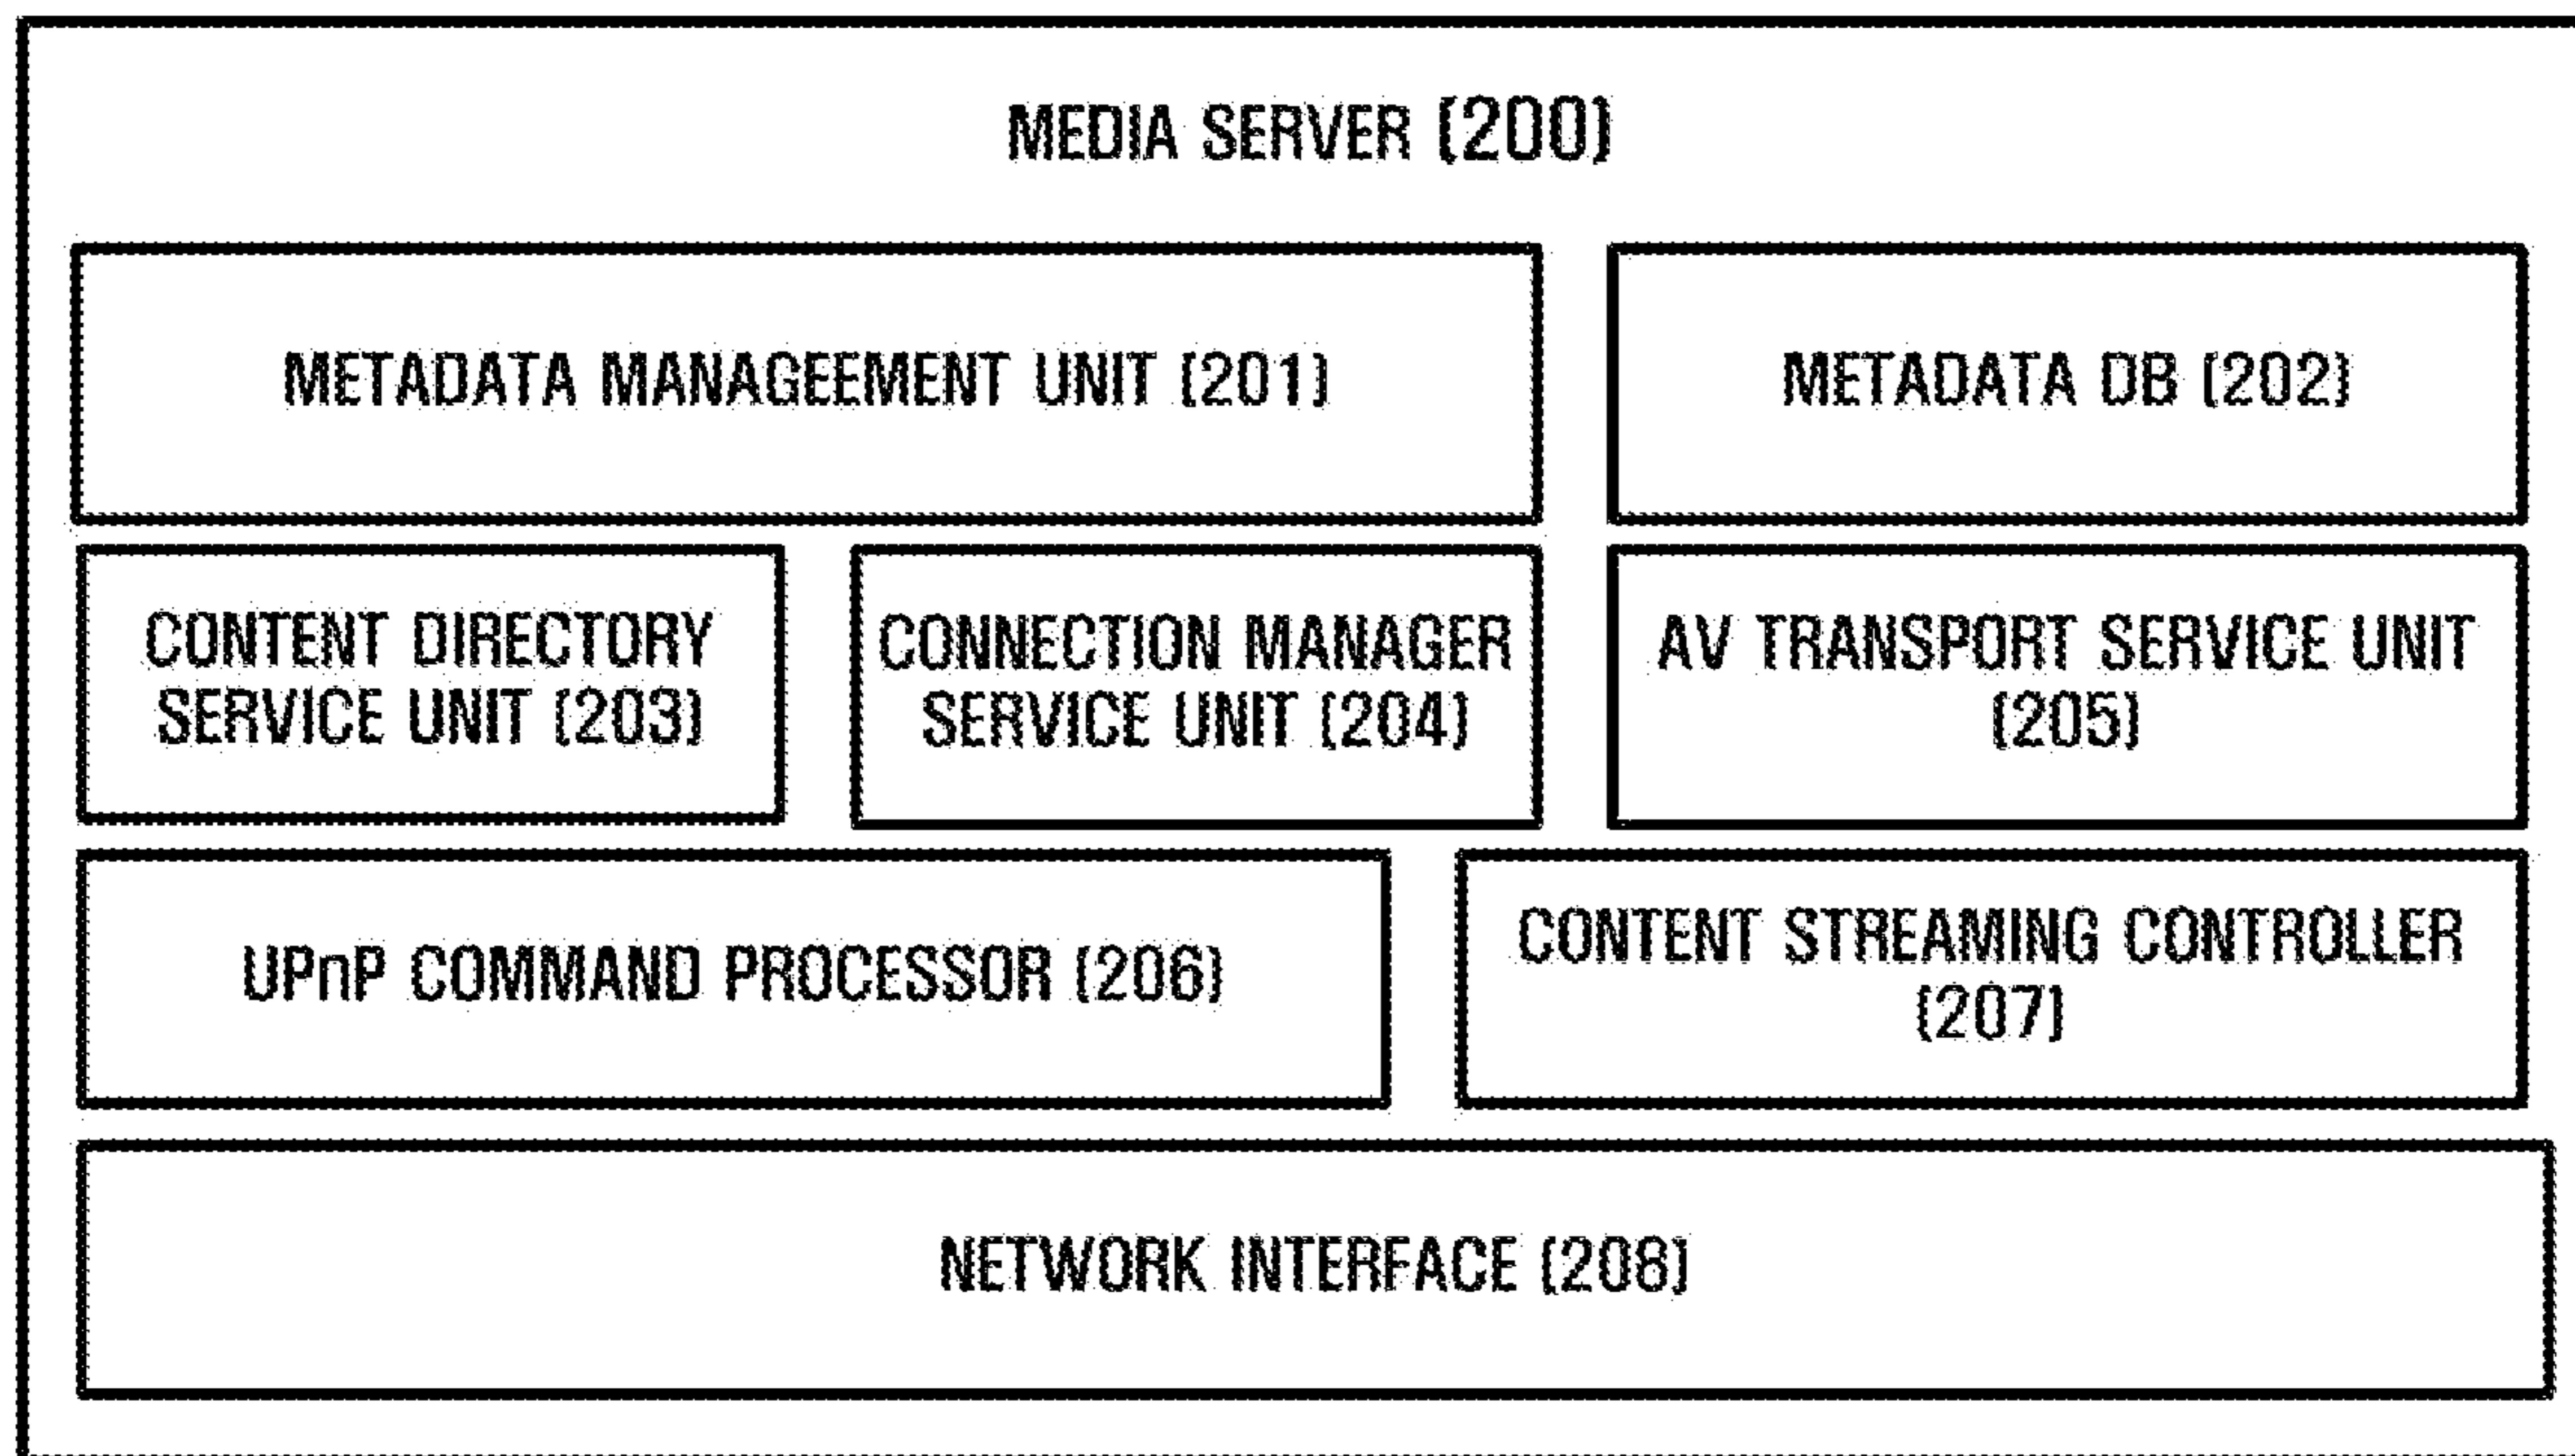 MEDIA SERVER (200)
METADATA MANAGEEMENT UNIT (201)
METADATA DB (202)
CONTENT DIRECTORY
SERVICE UNIT (203)
CONNECTION MANAGER
SERVICE UNIT (204)
AV TRANSPORT SERVICE UNIT
(205)
UPnP COMMAND PROCESSOR (206)
CONTENT STREAMING CONTROLLER
(207)
NETWORK INTERFACE (208)